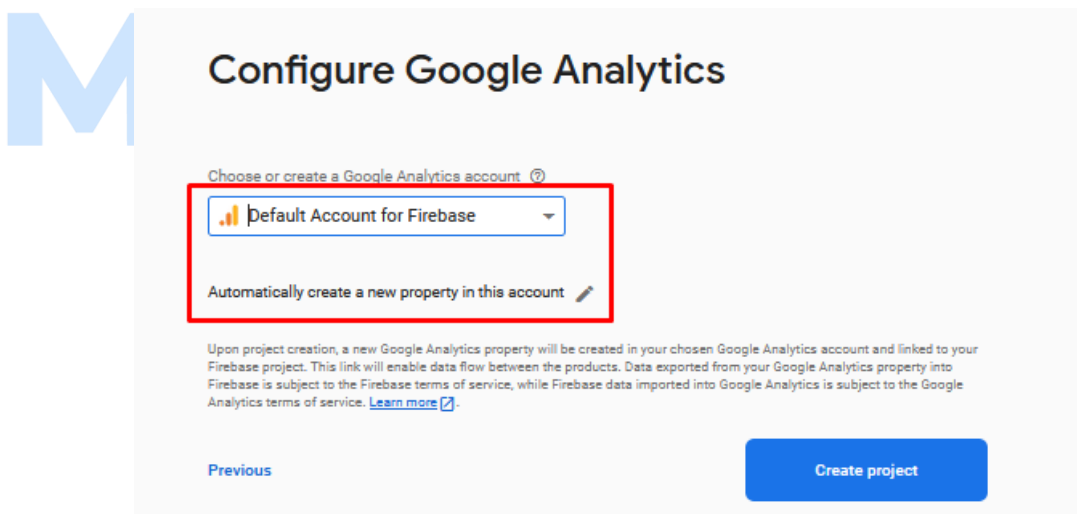 M
Configure Google Analytics
Choose or create a Google Analytics account
Default Account for Firebase
Automatically create a new property in this account
Upon project creation, a new Google Analytics property will be created in your chosen Google Analytics account and linked to your
Firebase project. This link will enable data flow between the products. Data exported from your Google Analytics property into
Firebase is subject to the Firebase terms of service, while Firebase data imported into Google Analytics is subject to the Google
Analytics terms of service. Learn more.
Previous
Create project